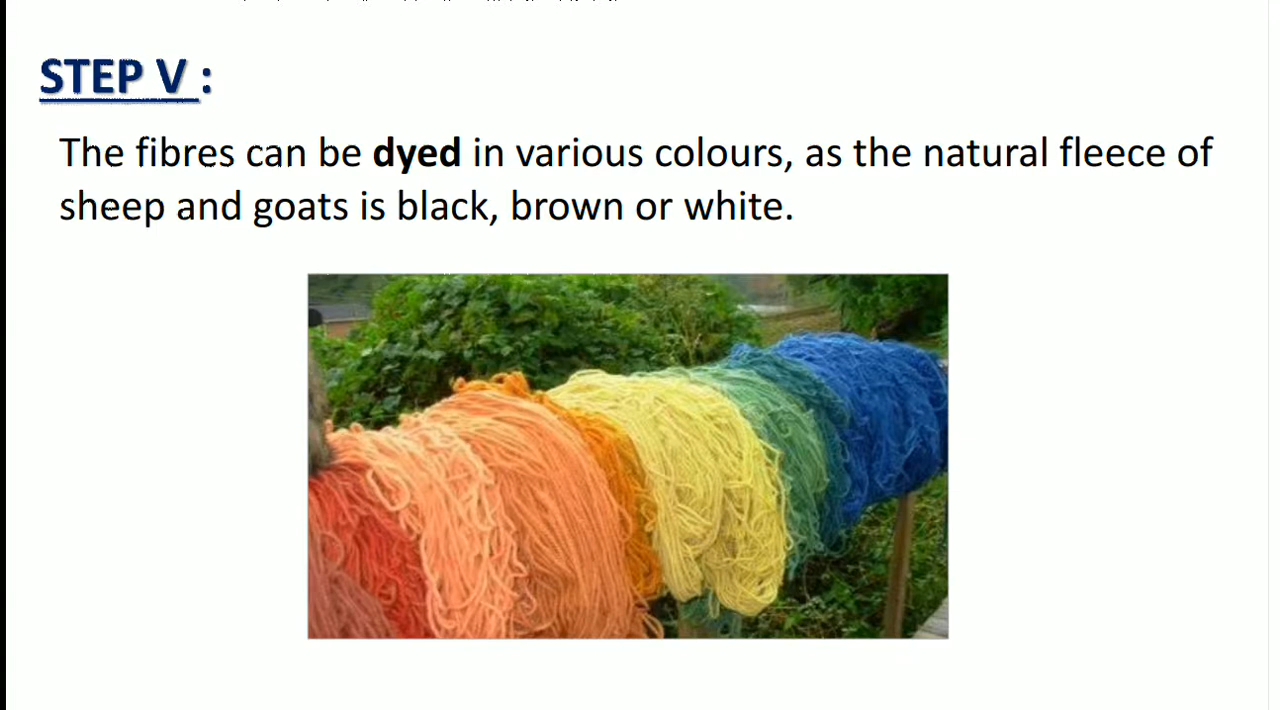 STEP V :
The fibres can be dyed in various colours, as the natural fleece of
sheep and goats is black, brown or white.